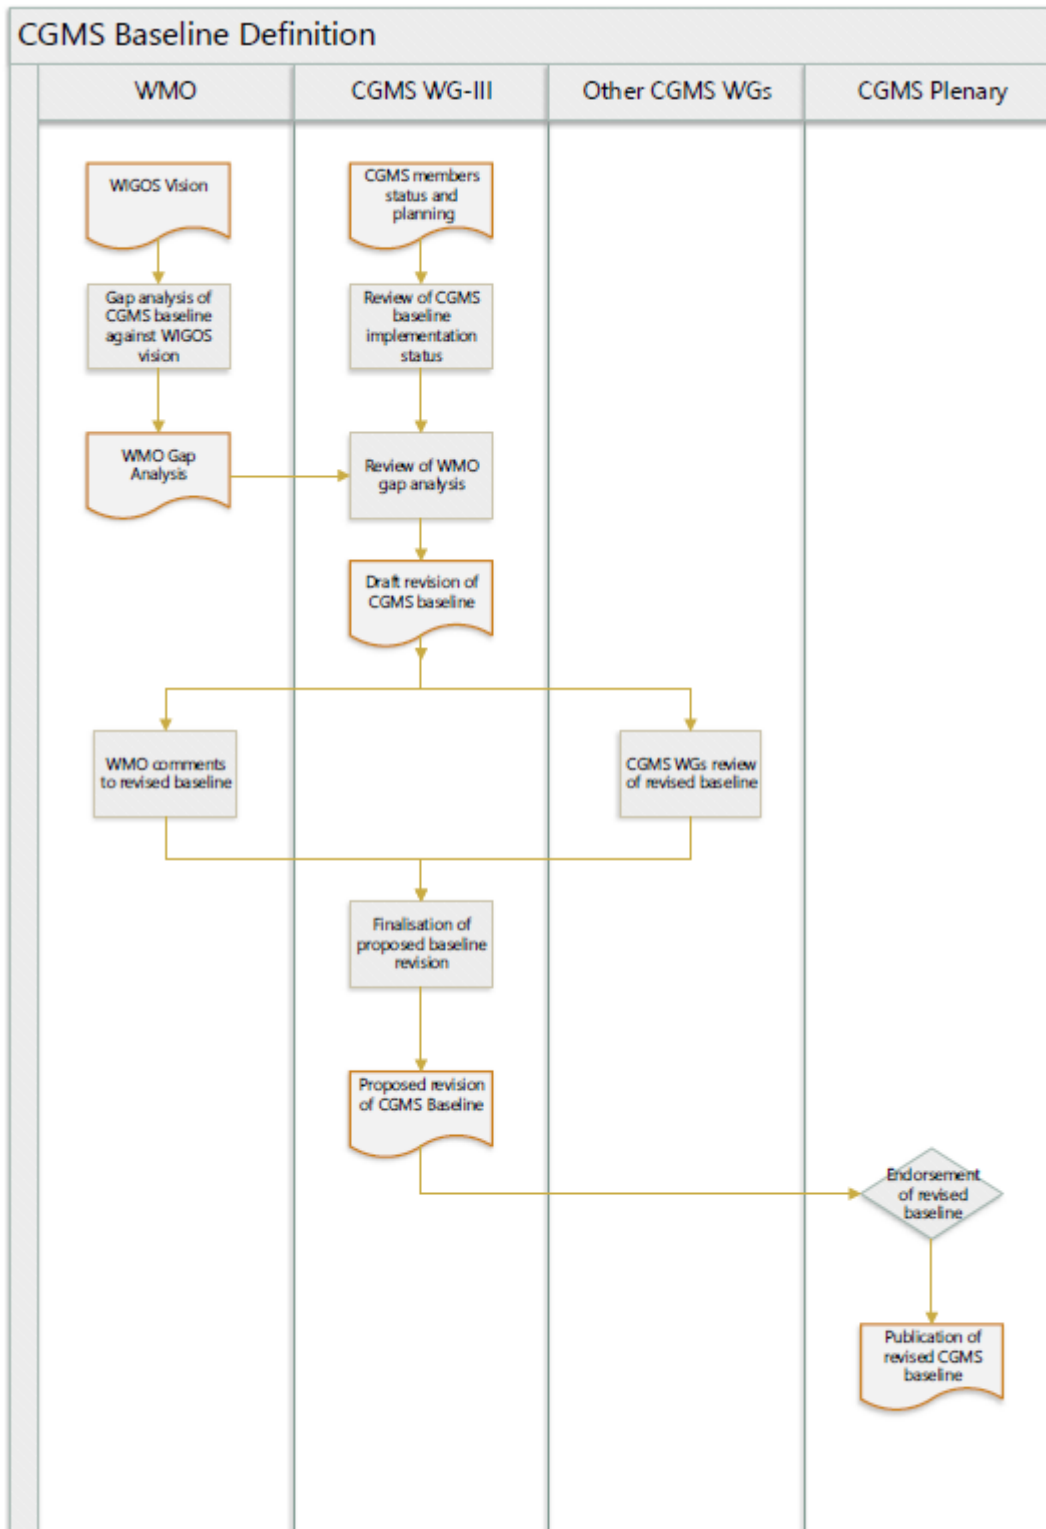 CGMS Baseline Definition
WMO
CGMS WG-III
Other CGMS WGs
CGMS Plenary
WIGOS Vision
CGMS members
status and
planning
Gap analysis of
CGMS baseline
against WIGOS
vision
Review of CGMS
baseline
implementation
status
WMO Gap
Analysis
Review of WMO
gap analysis
Draft revision of
CGMS baseline
WMO comments
to revised baseline
CGMS WGs review
of revised baseline
Finalisation of
proposed baseline
revision
Proposed revision
of CGMS Baseline
Endorsement
of revised
baseline
Publication of
revised CGMS
baseline